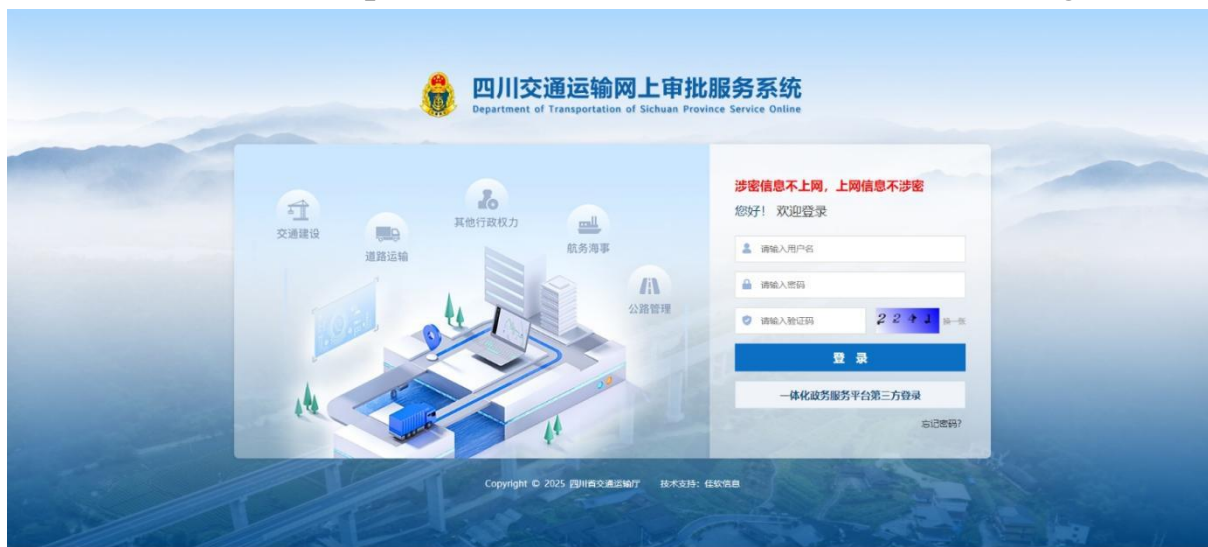 四川交通运输网上审批服务系统
Department of Transportation of Sichuan Province Service Online
交通建设
道路运输
其他行政权力
航务海事
公路管理
涉密信息不上网，上网信息不涉密
您好！ 欢迎登录
请输入用户名
请输入密码
请输入验证码
2241
换一张
登 录
一体化政务服务平台第三方登录
忘记密码?
Copyright © 2025 四川省交通运输厅 技术支持：佳软信息